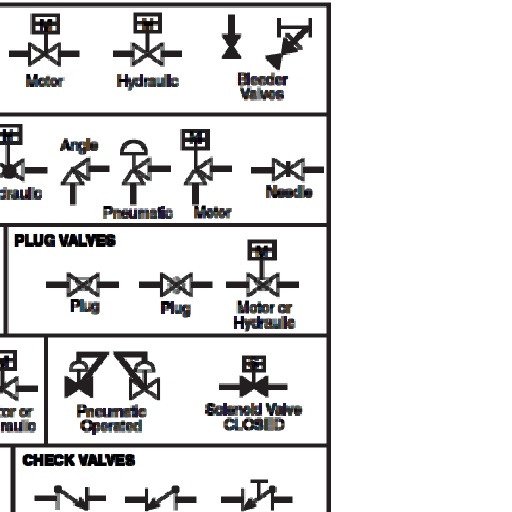 Motor
Hydraulic
Bleeder
Valves
Angle
draulic
Pneumatic
Motor
Needle
PLUG VALVES
Plug
Plug
Motor or
Hydraulic
tor or
raulic
Pneumatic
Operated
Solenoid Valve
CLOSED
CHECK VALVES